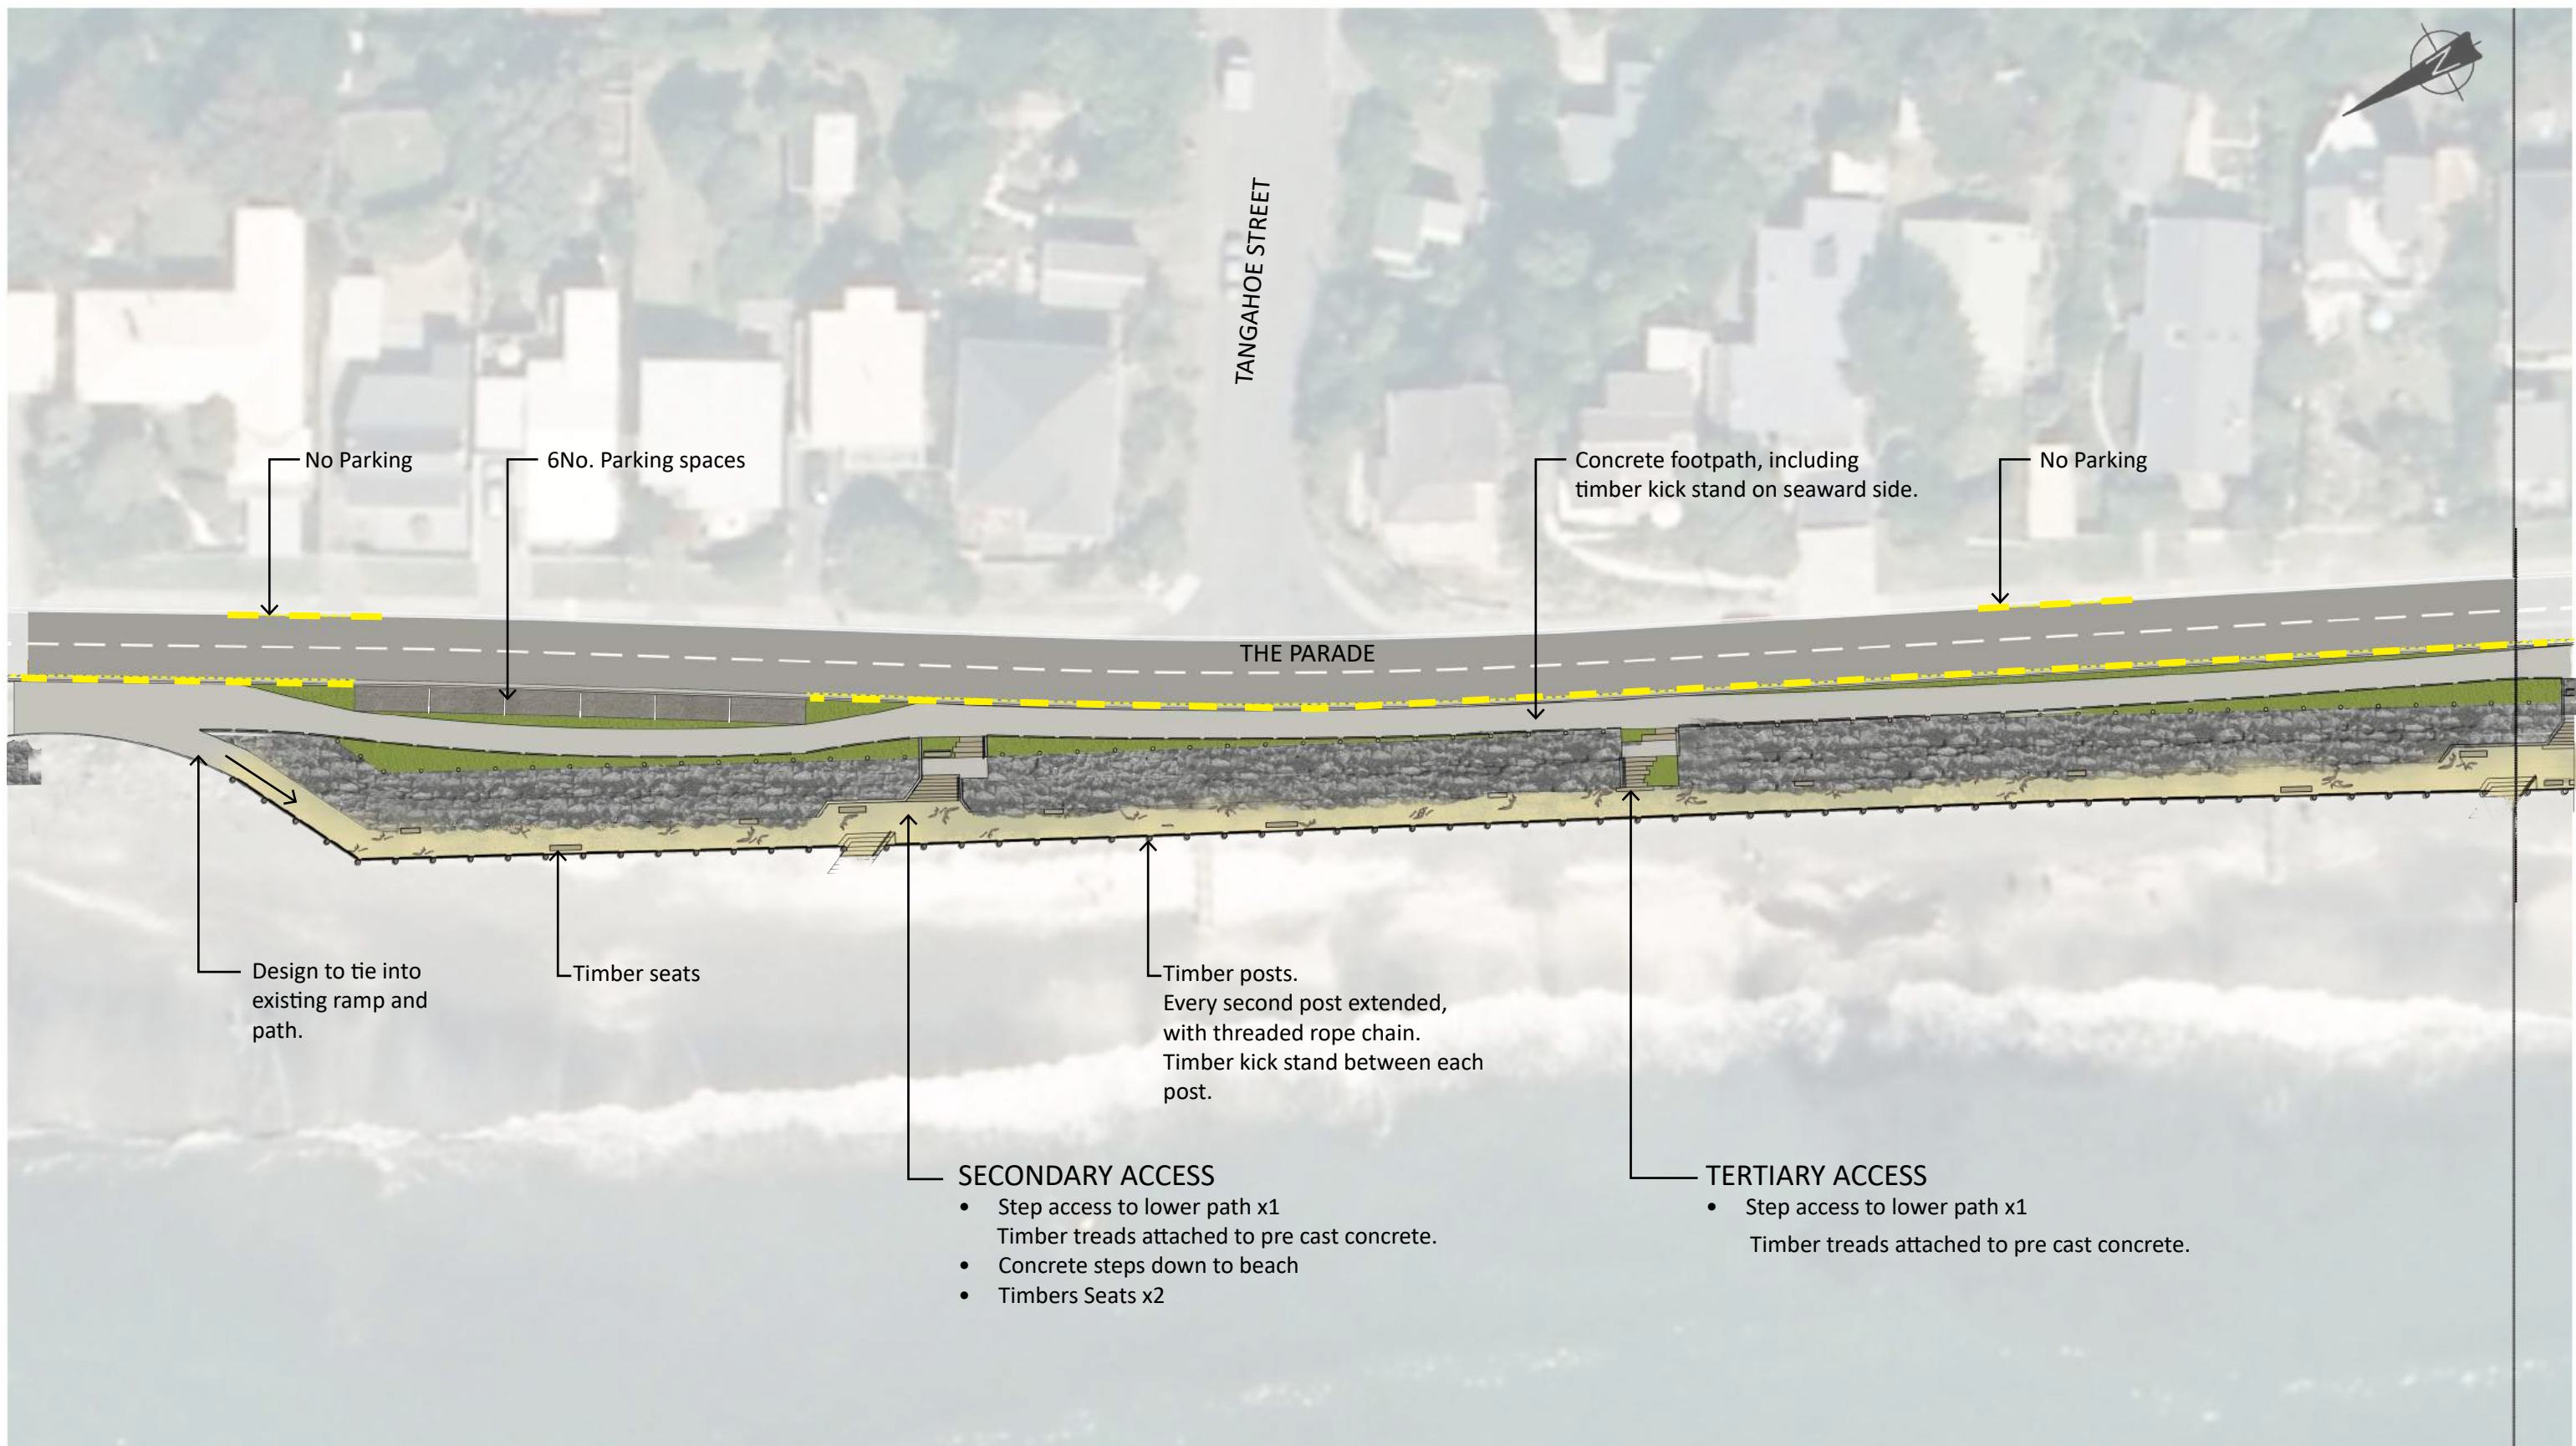 N
TANGAHOE STREET
No Parking
6No. Parking spaces
Concrete footpath, including
timber kick stand on seaward side.
No Parking
THE PARADE
Design to tie into
existing ramp and
path.
Timber seats
Timber posts.
Every second post extended,
with threaded rope chain.
Timber kick stand between each
post.
SECONDARY ACCESS
• Step access to lower path x1
Timber treads attached to pre cast concrete.
• Concrete steps down to beach
• Timbers Seats x2
TERTIARY ACCESS
• Step access to lower path x1
Timber treads attached to pre cast concrete.